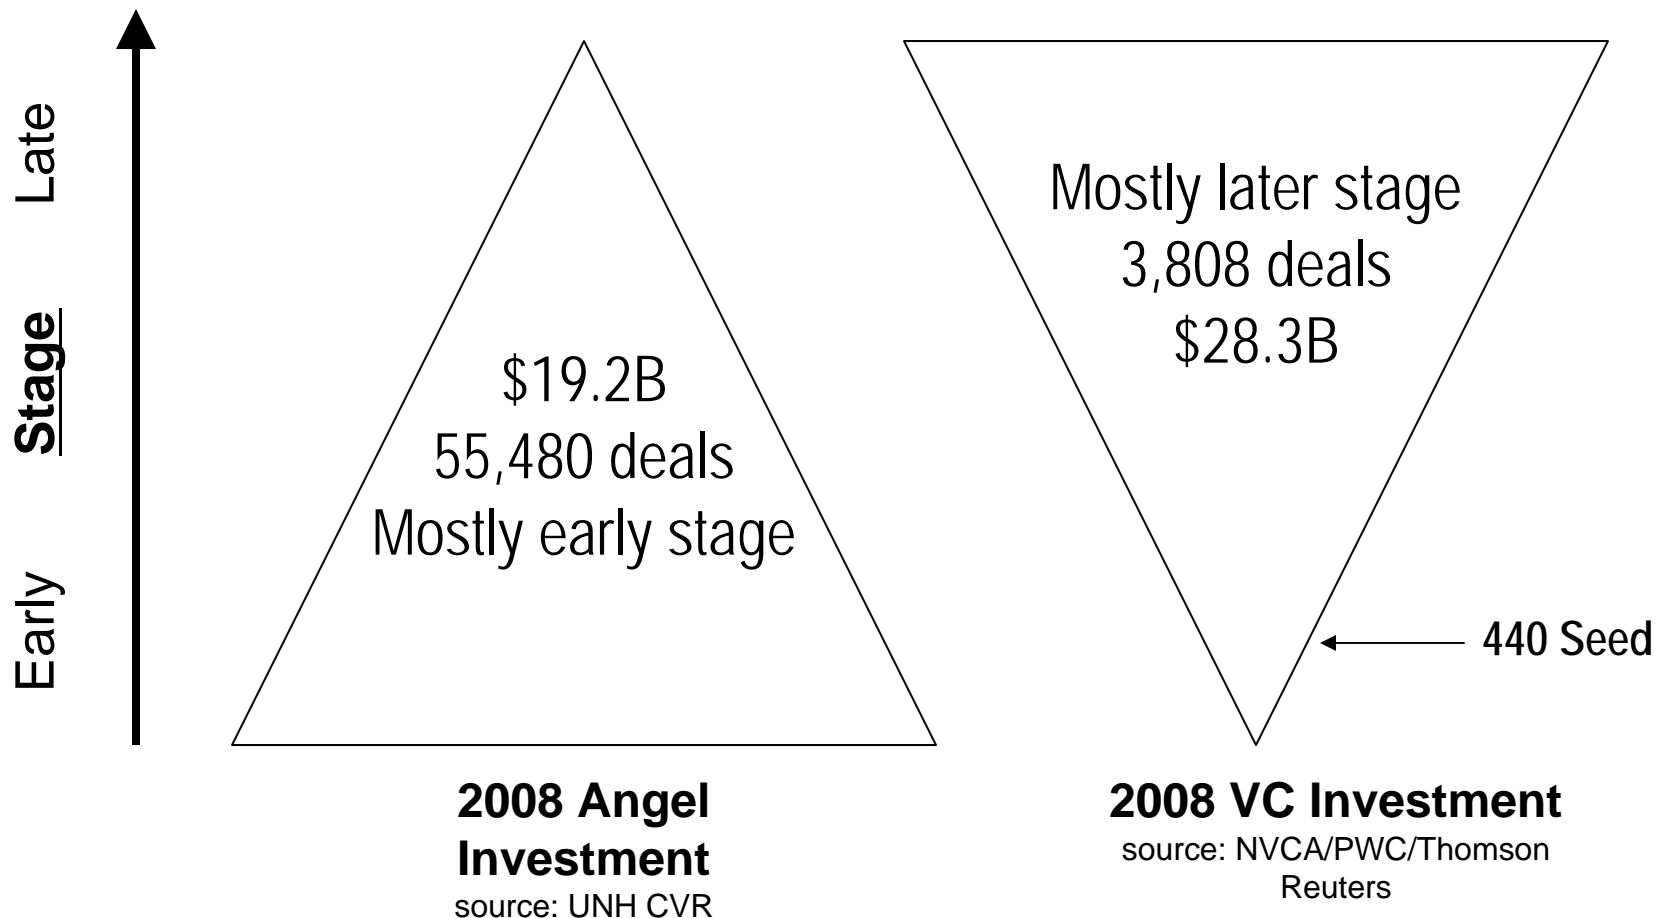 Late
Stage
Early
$19.2B
55,480 deals
Mostly early stage
Mostly later stage
3,808 deals
$28.3B
440 Seed
2008 Angel
Investment
source: UNH CVR
2008 VC Investment
source: NVCA/PWC/Thomson
Reuters